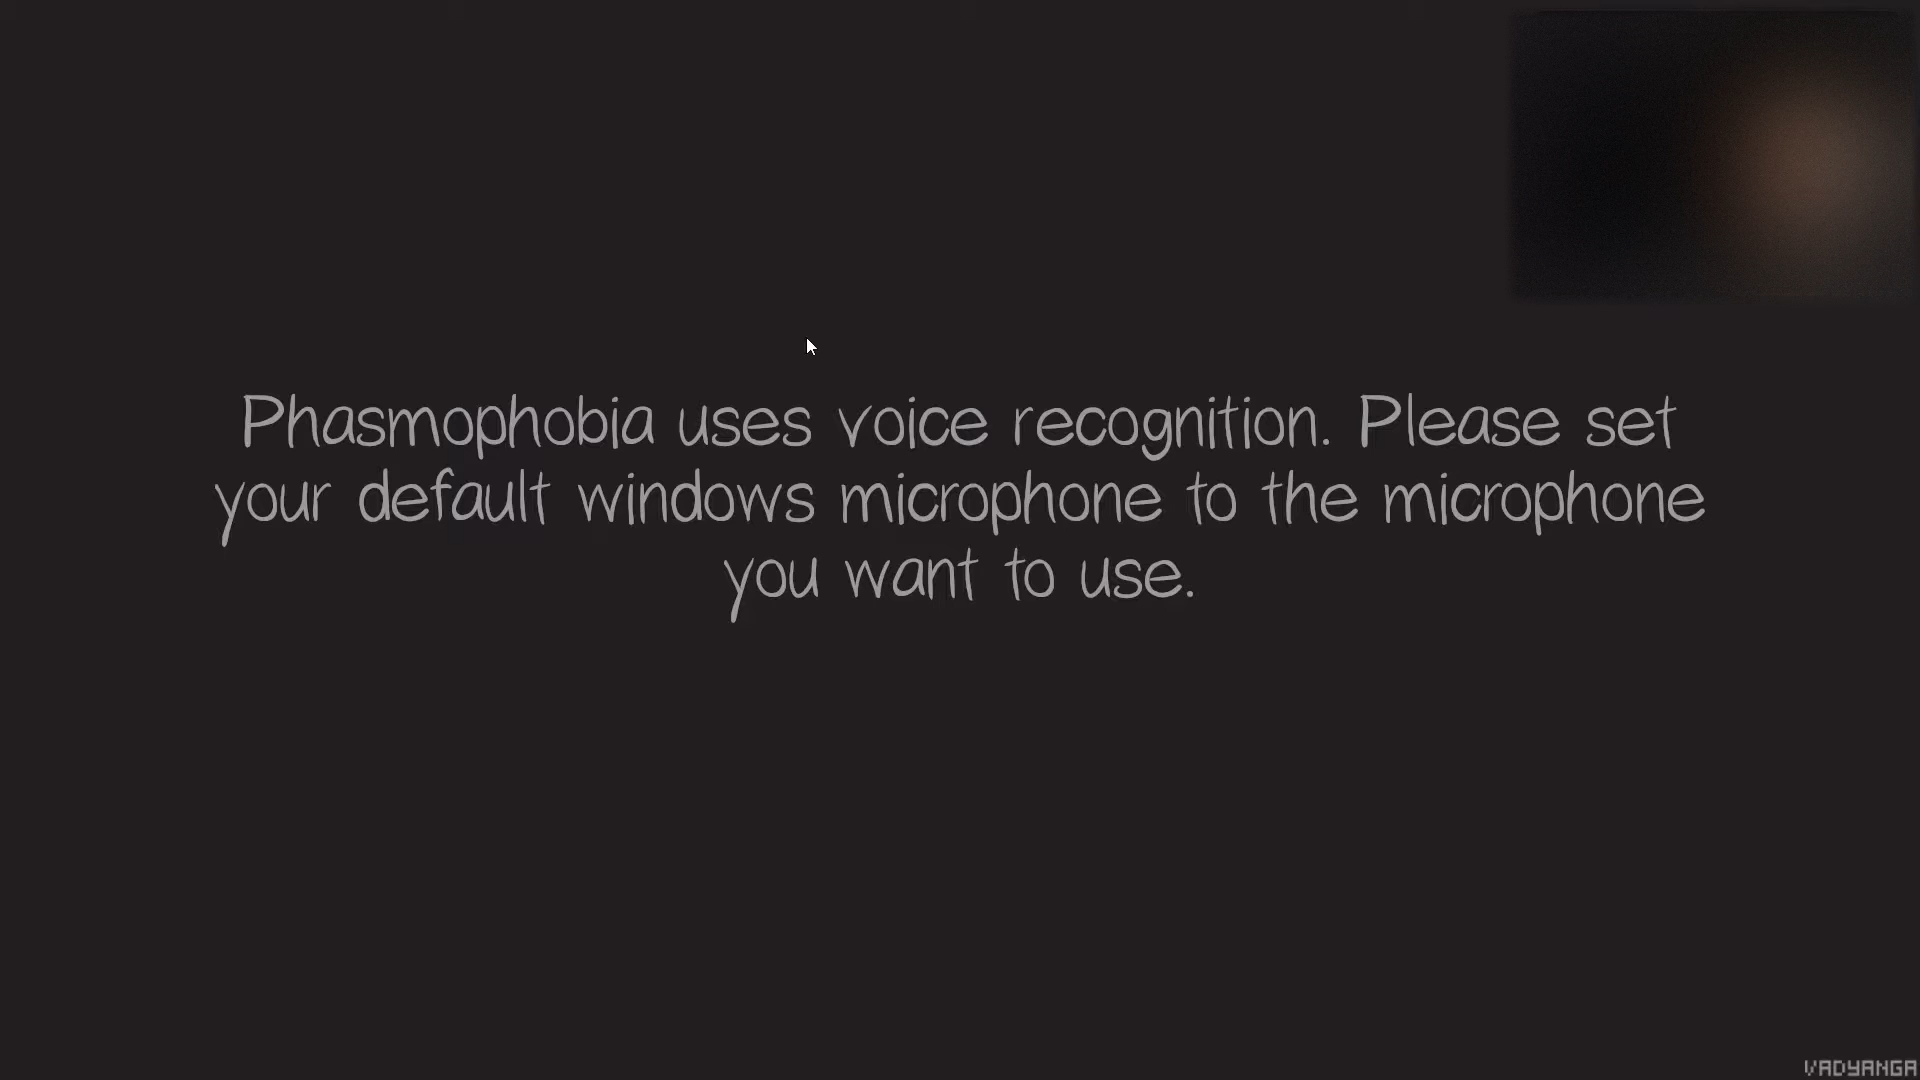 Phasmophobia uses voice recognition. Please set
your default windows microphone to the microphone
you want to use.
VADYANGA